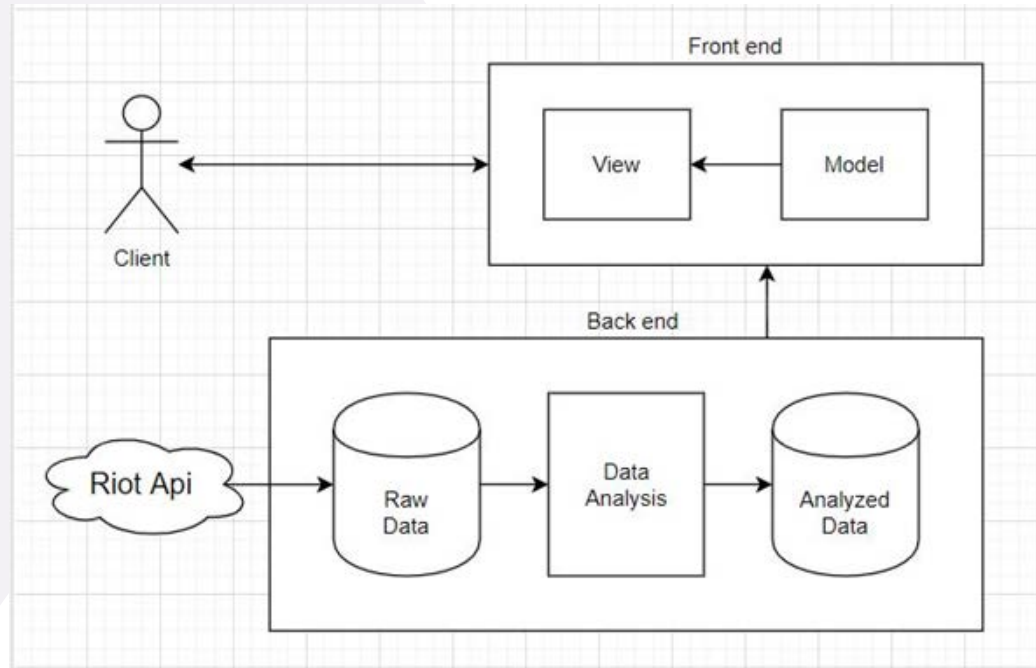 Front end
View
Model
Client
Back end
Riot Api
Raw
Data
Data
Analysis
Analyzed
Data